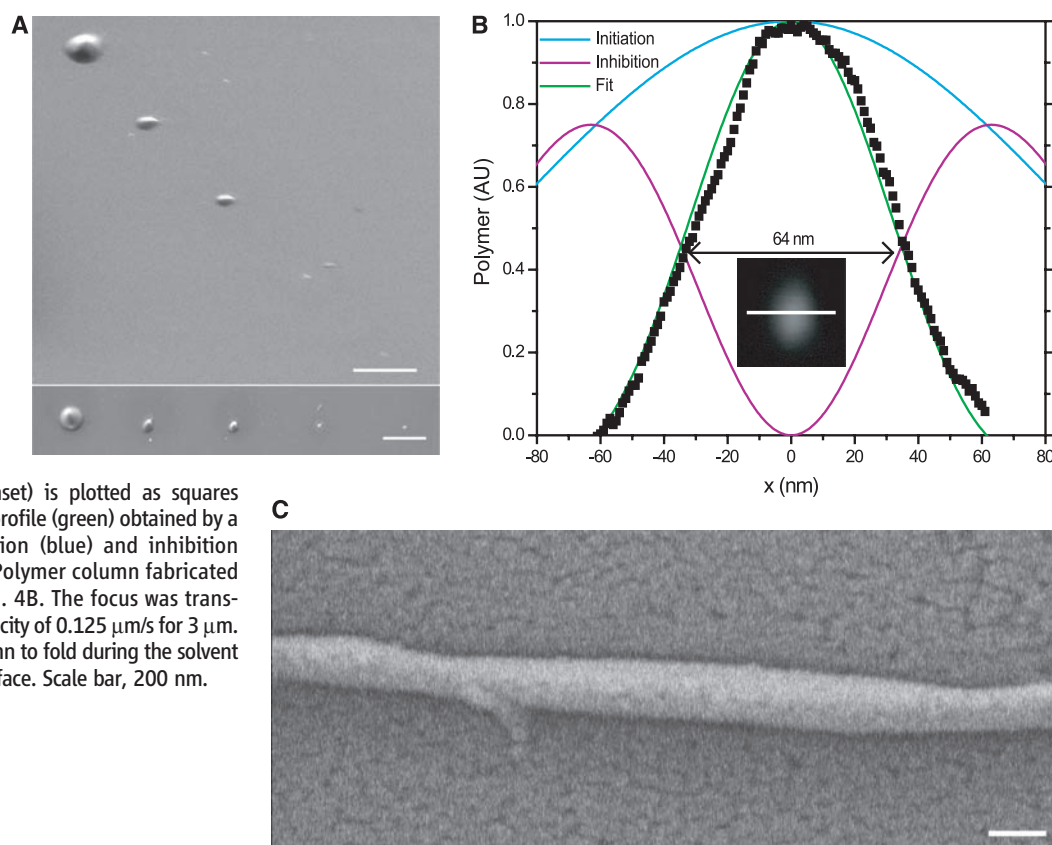 A
B
1.0
0.8
0.6
0.4
0.2
0.0
Polymer (AU)
Initiation
Inhibition
Fit
64 nm
-80 -60 -40 -20 0 20 40 60 80
x (nm)
set) is plotted as squares
rofile (green) obtained by a
ion (blue) and inhibition
Polymer column fabricated
. 4B. The focus was trans-
city of 0.125 μm/s for 3 μm.
n to fold during the solvent
face. Scale bar, 200 nm.
C